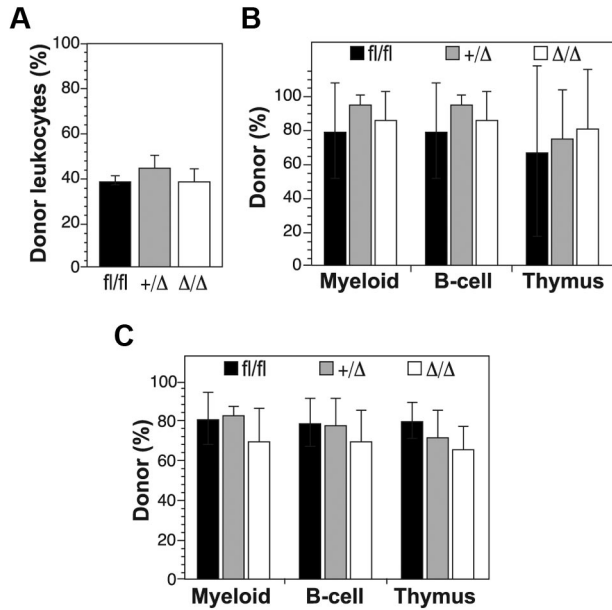 A
Donor leukocytes (%)
100
80
60
40
20
0
fl/fl +/Δ Δ/Δ
B
fl/fl +/Δ Δ/Δ
Donor (%)
100
80
60
40
20
0
Myeloid B-cell Thymus
C
fl/fl +/Δ Δ/Δ
Donor (%)
100
80
60
40
20
0
Myeloid B-cell Thymus